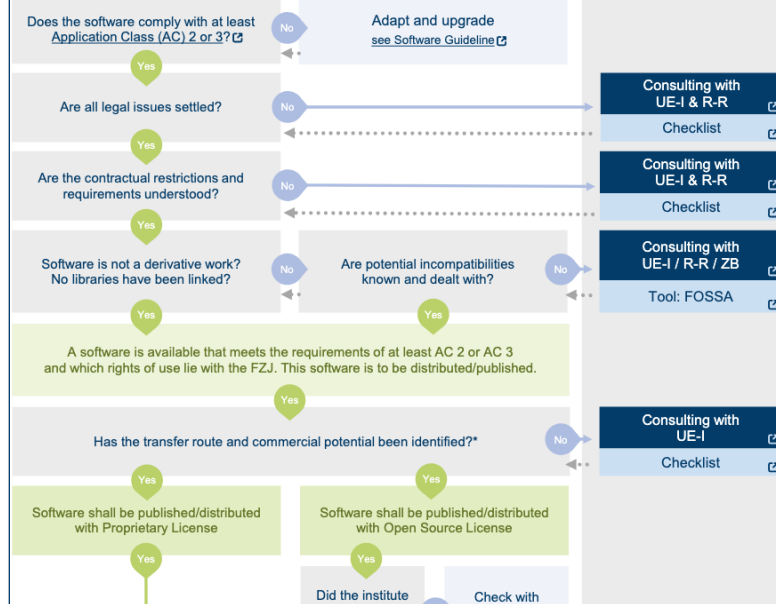 Does the software comply with at least
Application Class (AC) 2 or 3?
No
Adapt and upgrade
see Software Guideline
Yes
Are all legal issues settled?
No
Consulting with
UE-I & R-R
Checklist
Yes
Are the contractual restrictions and
requirements understood?
No
Consulting with
UE-I & R-R
Checklist
Yes
Software is not a derivative work?
No libraries have been linked?
No
Are potential incompatibilities
known and dealt with?
No
Consulting with
UE-I / R-R / ZB
Tool: FOSSA
Yes
Yes
A software is available that meets the requirements of at least AC 2 or AC 3
and which rights of use lie with the FZJ. This software is to be distributed/published.
Yes
Has the transfer route and commercial potential been identified?*
No
Consulting with
UE-I
Checklist
Yes
Yes
Software shall be published/distributed
with Proprietary License
Software shall be published/distributed
with Open Source License
Yes
Yes
Did the institute
Check with